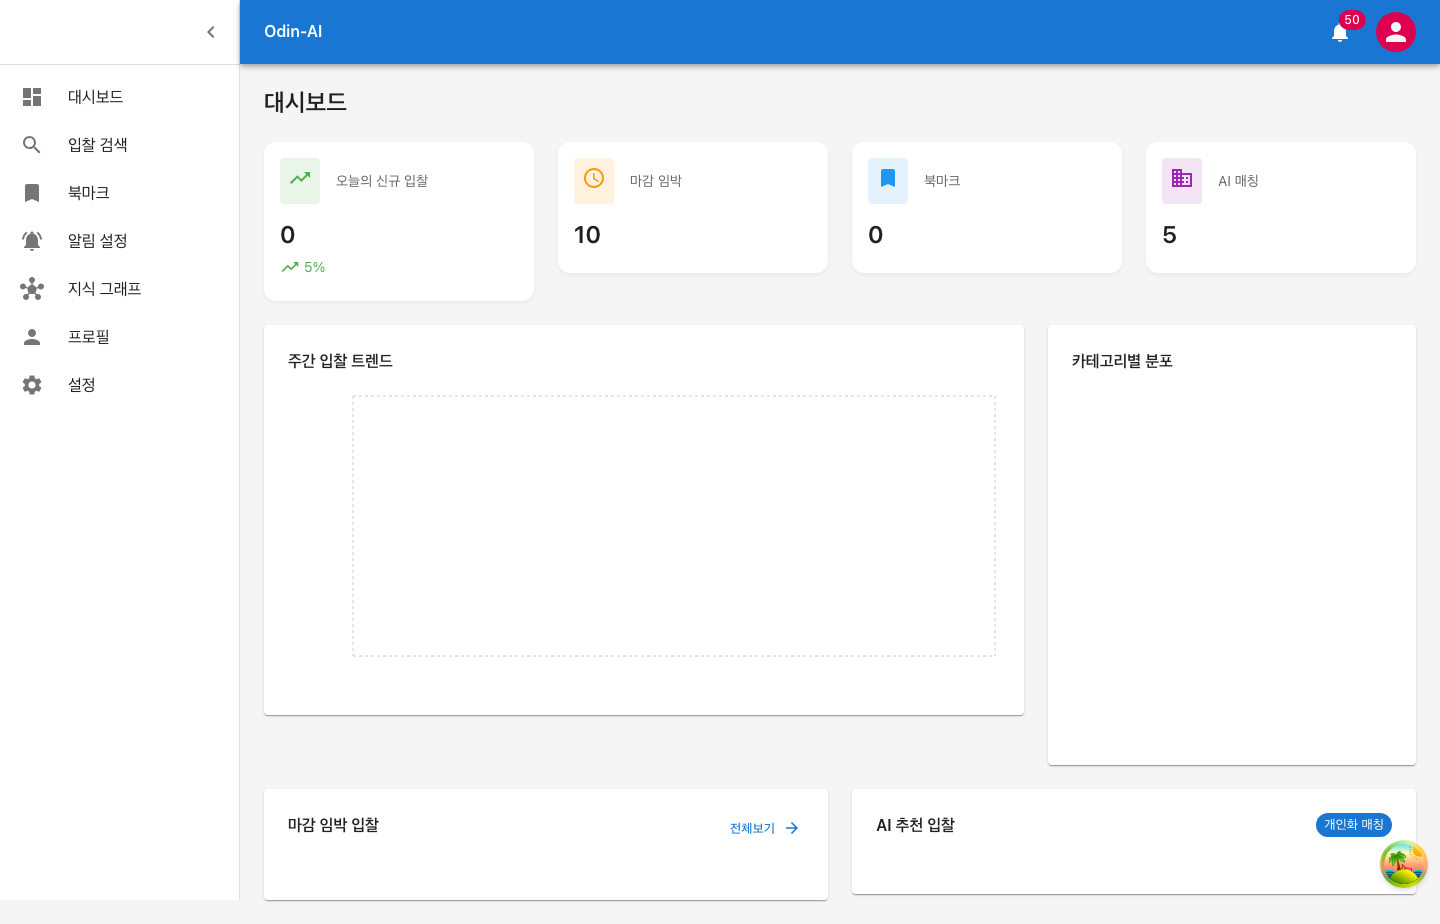 Odin-AI
50
대시보드
입찰 검색
북마크
알림 설정
지식 그래프
프로필
설정
대시보드
오늘의 신규 입찰
0
5%
마감 임박
10
북마크
0
AI 매칭
5
주간 입찰 트렌드
카테고리별 분포
마감 임박 입찰
전체보기
AI 추천 입찰
개인화 매칭